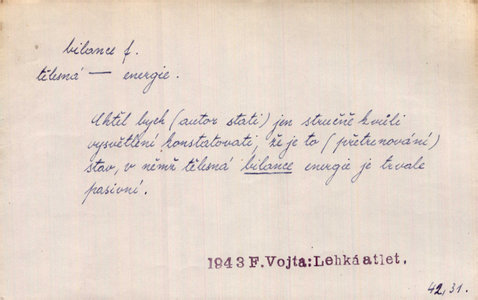 bilance f.
tělesná — energie.
Chtěl bych (autor stati) jen stručně kvůli
vysvětlení konstatovati, že je to (přetrenování)
stav, v němž tělesná bilance energie je trvale
pasivní.
1943 F.Vojta:Lehká atlet.
42,31.